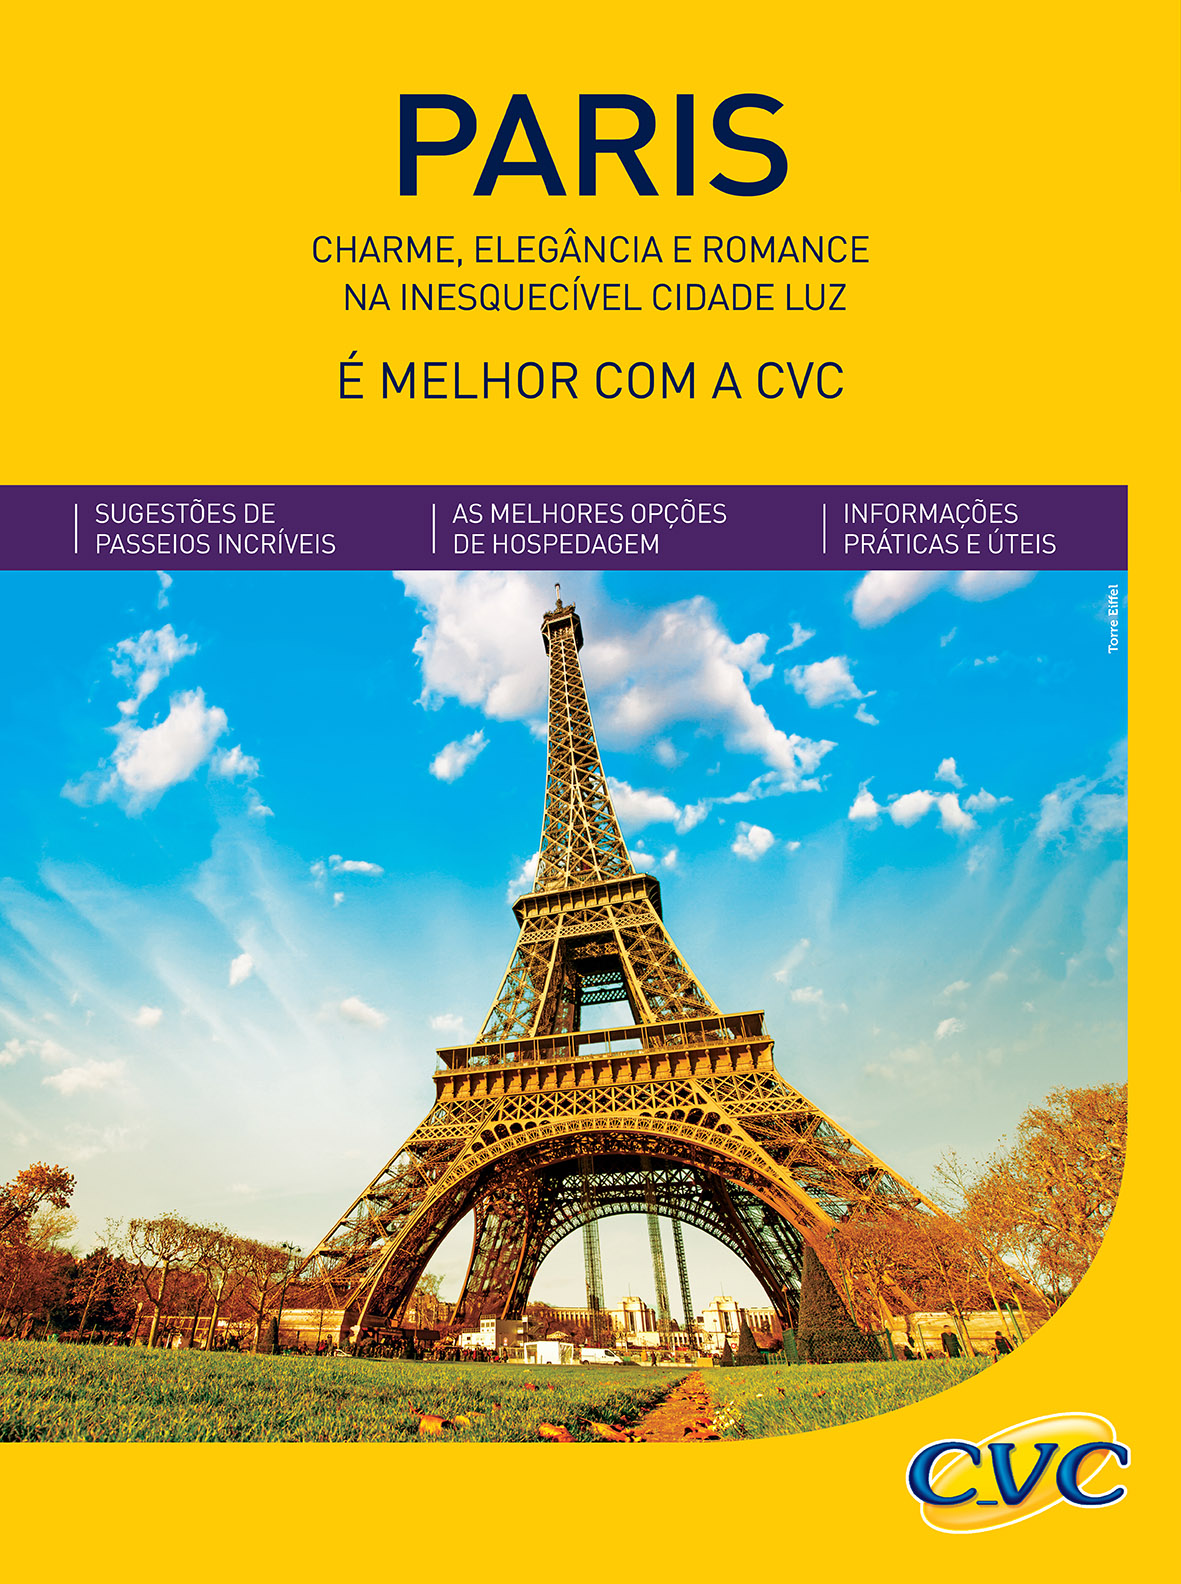 PARIS
CHARME, ELEGÂNCIA E ROMANCE
NA INESQUECÍVEL CIDADE LUZ
É MELHOR COM A CVC
SUGESTÕES DE
PASSEIOS INCRÍVEIS
AS MELHORES OPÇÕES
DE HOSPEDAGEM
INFORMAÇÕES
PRÁTICAS E ÚTEIS
Torre Eiffel
CVC